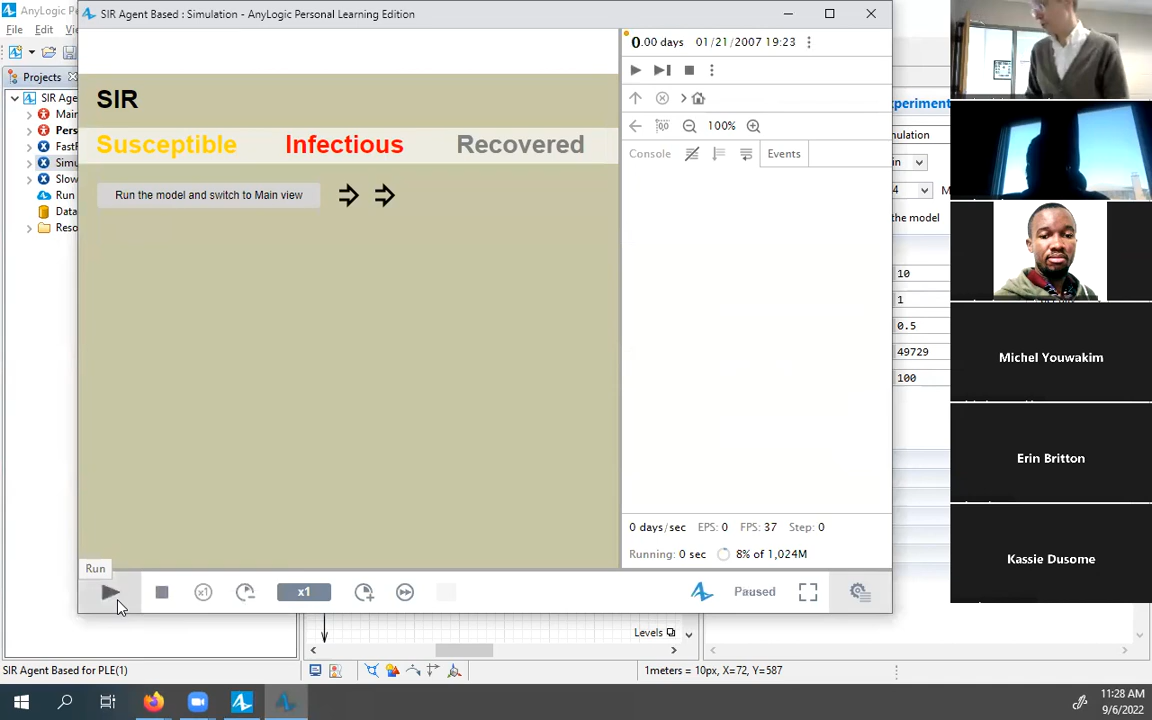 AnyLogic Pe
SIR Agent Based : Simulation - AnyLogic Personal Learning Edition
File Edit
Projects
SIR Age
Main
Pers
FastF
Simu
Slow
Run
Data
Reso
SIR
Susceptible Infectious Recovered
Run the model and switch to Main view
Run
x1
x1
Paused
0.00 days 01/21/2007 19:23
100%
Console Events
0 days/sec EPS: 0 FPS: 37 Step: 0
Running: 0 sec 8% of 1,024M
xperimen
nulation
in
4 M
the model
10
1
0.5
49729
100
Michel Youwakim
Erin Britton
Kassie Dusome
Levels
SIR Agent Based for PLE(1)
1meters = 10px, X=72, Y=587
11:28 AM
9/6/2022